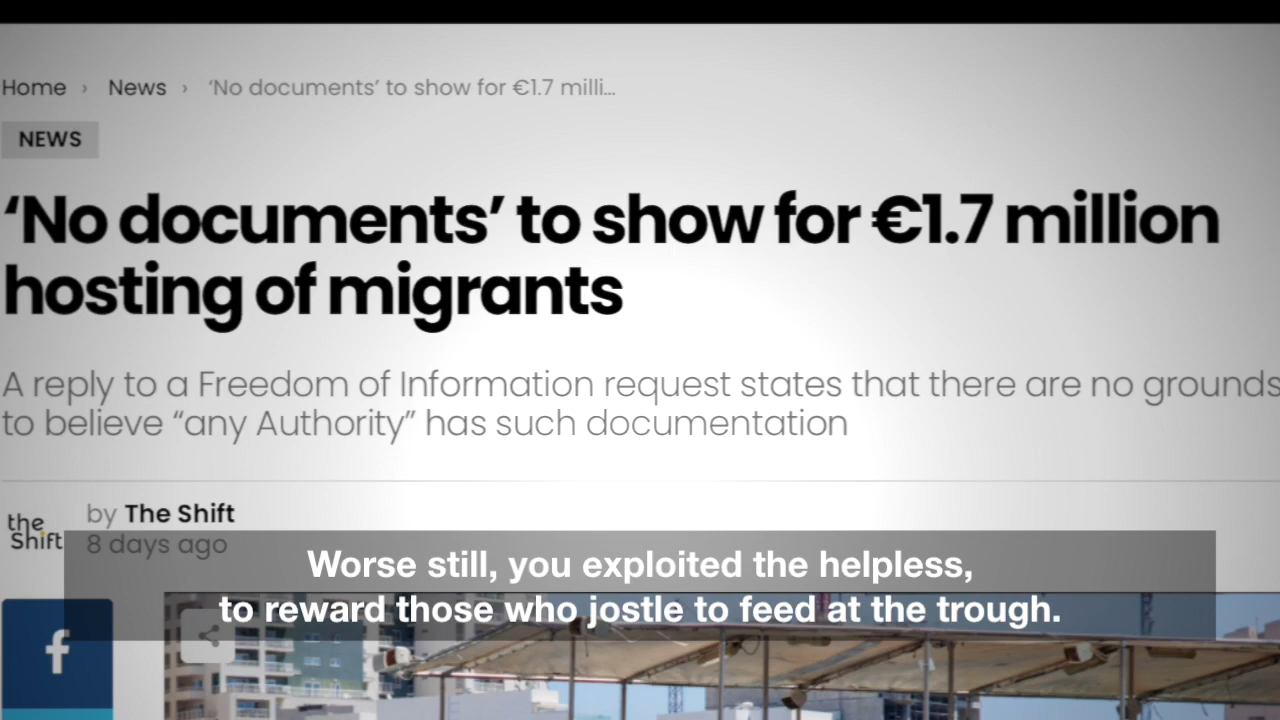 Home › News › ‘No documents’ to show for €1.7 milli...
NEWS
‘No documents’ to show for €1.7 million
hosting of migrants
A reply to a Freedom of Information request states that there are no grounds
to believe “any Authority” has such documentation
the
Shift
by The Shift
8 days ago
Worse still, you exploited the helpless,
to reward those who jostle to feed at the trough.
f